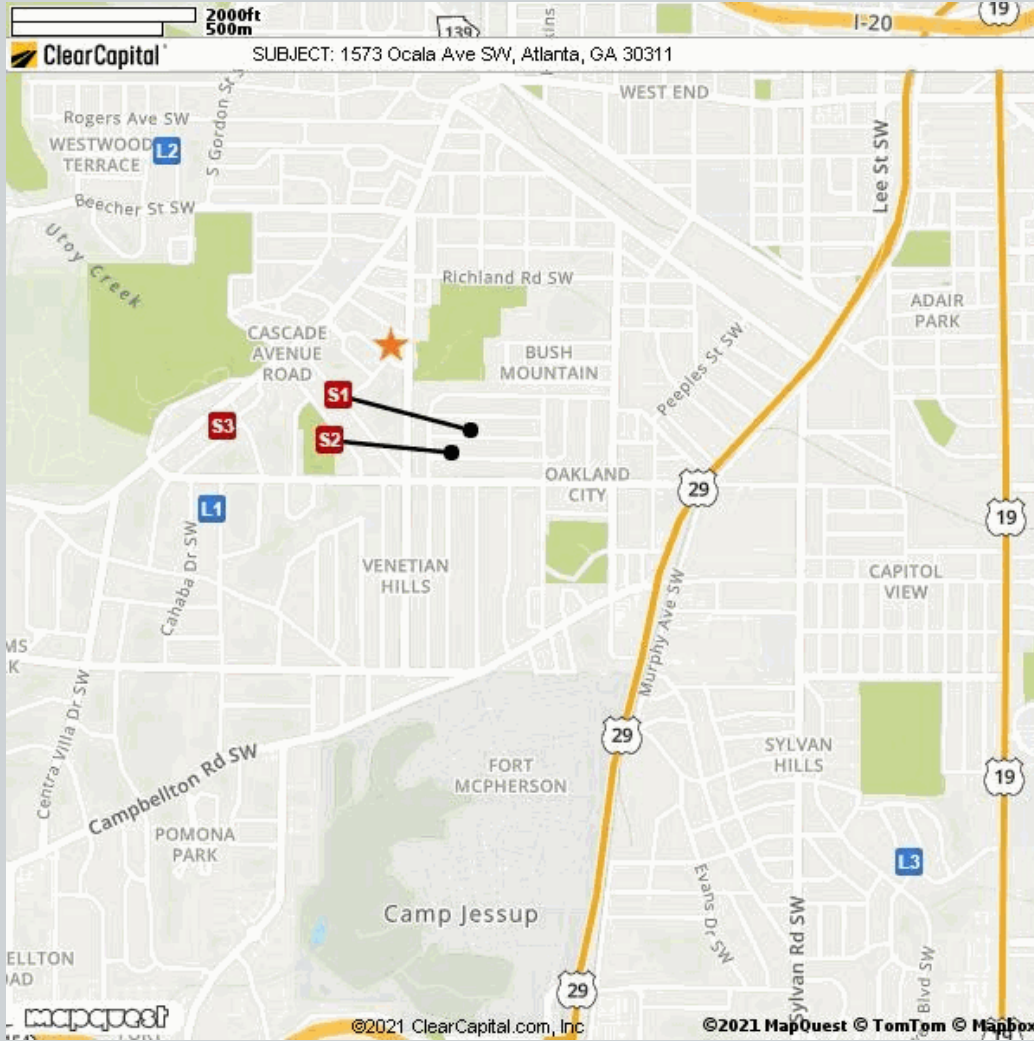 2000ft
500m
139
I-20
19
ClearCapital
SUBJECT: 1573 Ocala Ave SW, Atlanta, GA 30311
WEST END
Rogers Ave SW
S Gordon St S
WESTWOOD
TERRACE
L2
Lee St SW
Beecher St SW
Utoy Creek
Richland Rd SW
ADAIR
PARK
CASCADE
AVENUE
ROAD
BUSH
MOUNTAIN
Peeples St SW
S1
S3
S2
OAKLAND
CITY
29
19
L1
VENETIAN
HILLS
CAPITOL
VIEW
Cahaba Dr SW
Murphy Ave SW
Centra Villa Dr SW
29
SYLVAN
HILLS
FORT
MCPHERSON
19
Campbellton Rd SW
POMONA
PARK
L3
Evans Dr SW
Camp Jessup
Sylvan Rd SW
Blvd SW
29
mapquest
©2021 ClearCapital.com, Inc
©2021 MapQuest © TomTom © Mapbox
19